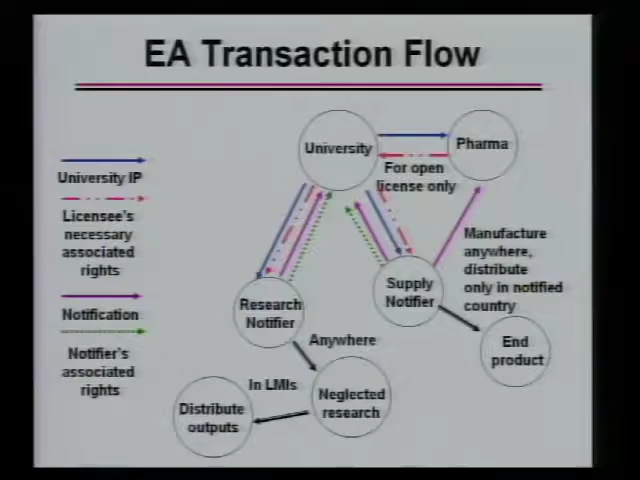 EA Transaction Flow
University IP
Licensee's
necessary
associated
rights
Notification
Notifier's
associated
rights
University
Pharma
For open
license only
Research
Notifier
Supply
Notifier
Manufacture
anywhere,
distribute
only in notified
country
End
product
Anywhere
Neglected
research
In LMIs
Distribute
outputs